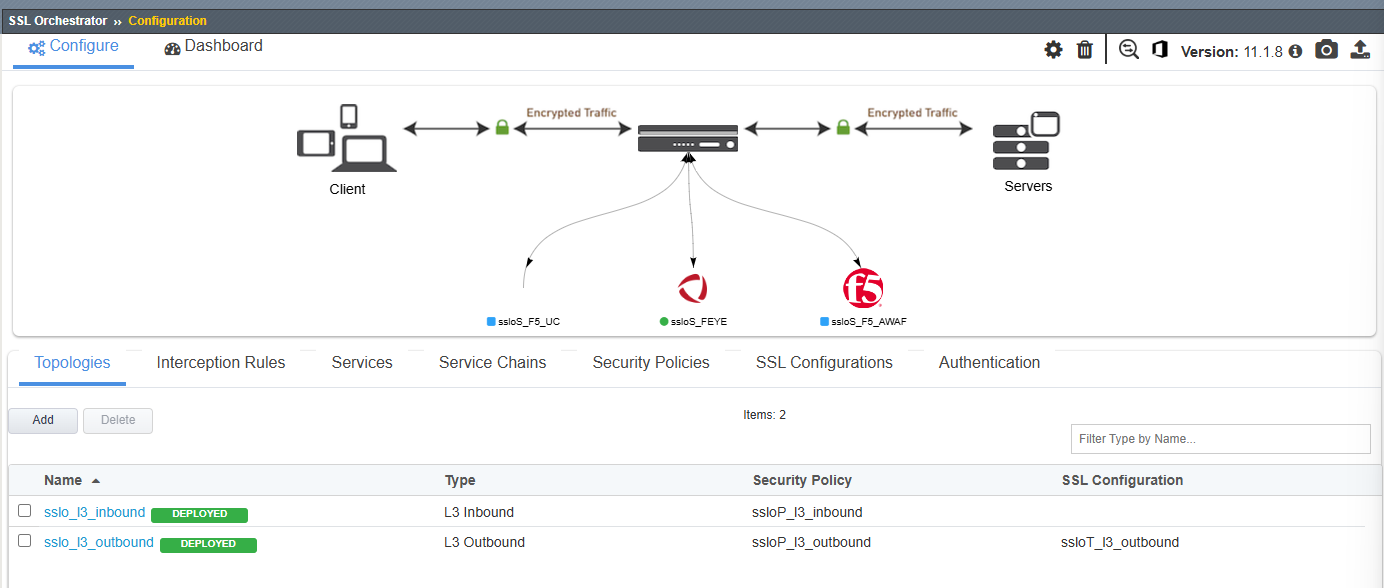 SSL Orchestrator ›› Configuration
Configure
Dashboard
Version: 11.1.8
Encrypted Traffic
Encrypted Traffic
Client
Servers
f5
ssloS_F5_UC
ssloS_FEYE
ssloS_F5_AWAF
Topologies
Interception Rules
Services
Service Chains
Security Policies
SSL Configurations
Authentication
Add
Delete
Items: 2
Filter Type by Name...
Name
Type
Security Policy
SSL Configuration
sslo_l3_inbound
DEPLOYED
L3 Inbound
ssloP_l3_inbound
sslo_l3_outbound
DEPLOYED
L3 Outbound
ssloP_l3_outbound
ssloT_l3_outbound